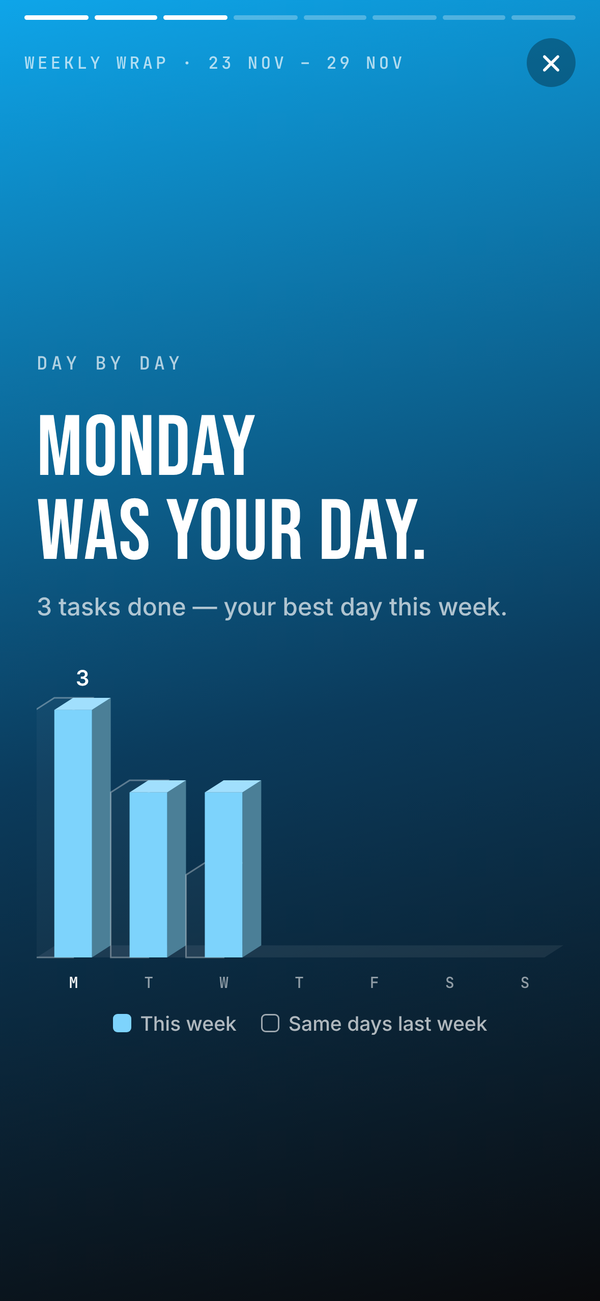 WEEKLY WRAP · 23 NOV – 29 NOV
DAY BY DAY
MONDAY
WAS YOUR DAY.
3 tasks done — your best day this week.
3
M T W T F S S
This week Same days last week